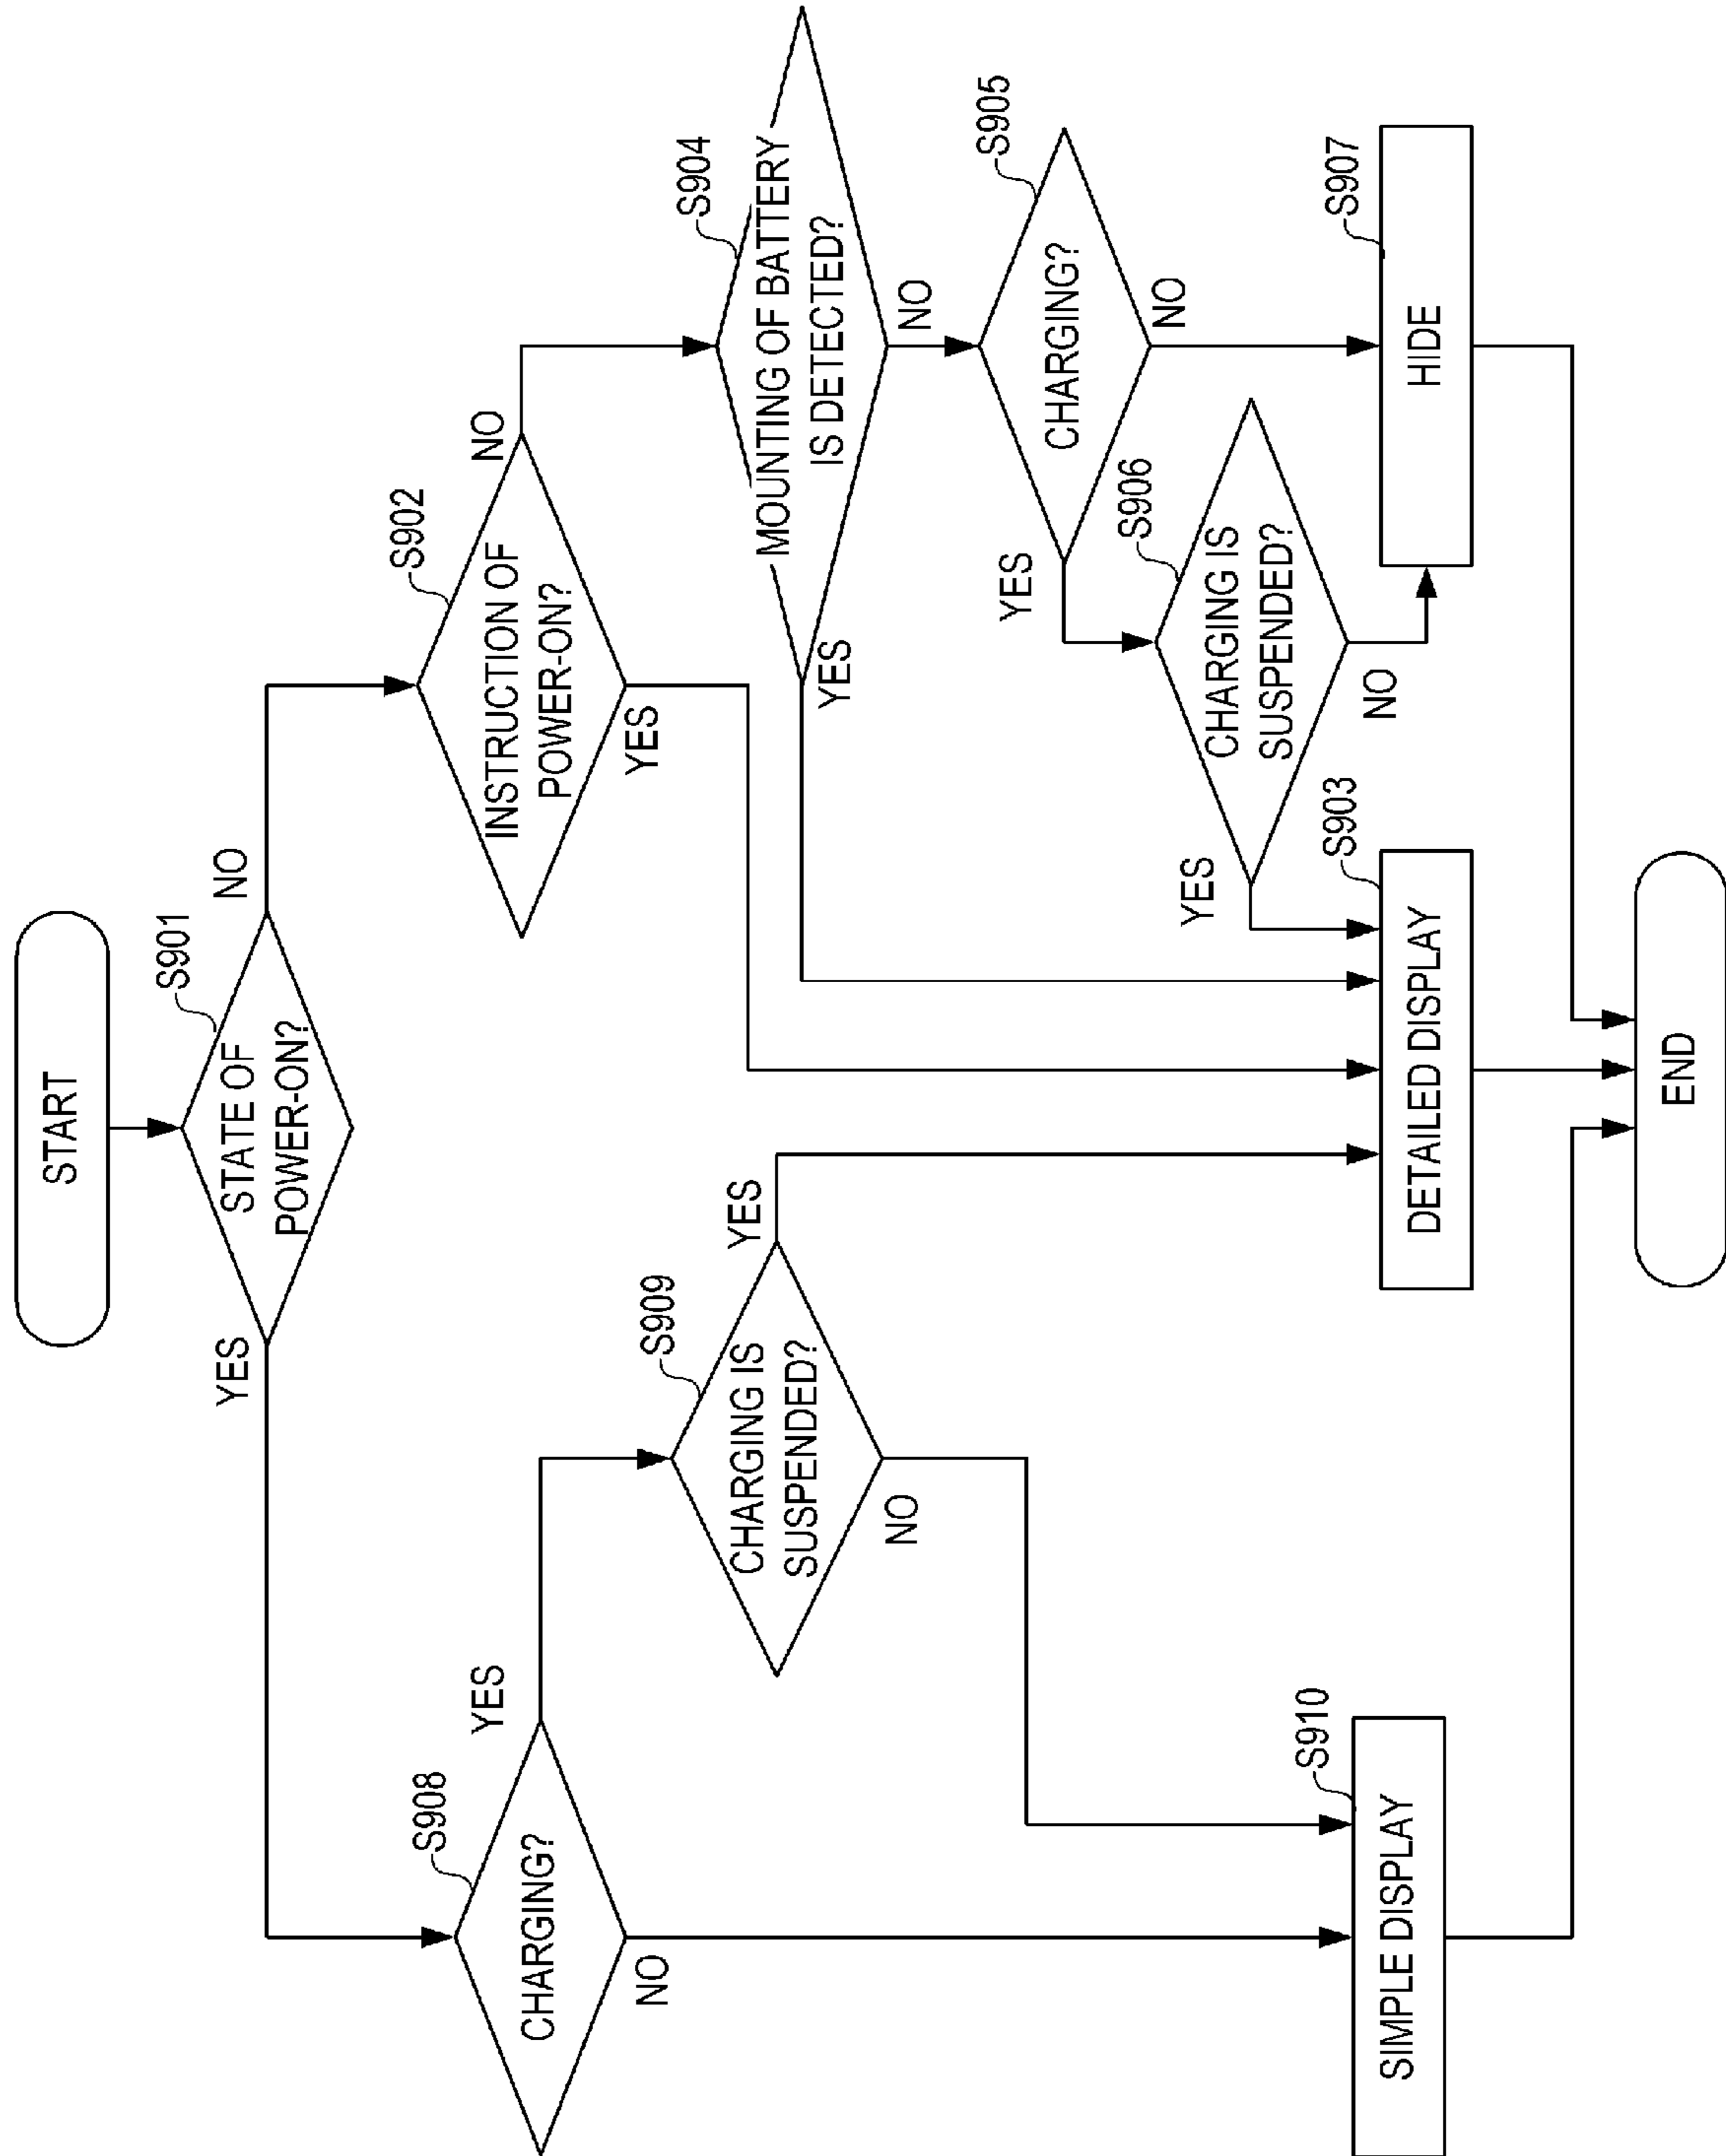 START
S901
STATE OF
POWER-ON?
YES
NO
S908
CHARGING?
YES
NO
S902
INSTRUCTION OF
POWER-ON?
NO
YES
S909
CHARGING IS
SUSPENDED?
YES
NO
S904
MOUNTING OF BATTERY
IS DETECTED?
YES
NO
S905
CHARGING?
YES
NO
S906
CHARGING IS
SUSPENDED?
YES
NO
S910
SIMPLE DISPLAY
S903
DETAILED DISPLAY
S907
HIDE
END